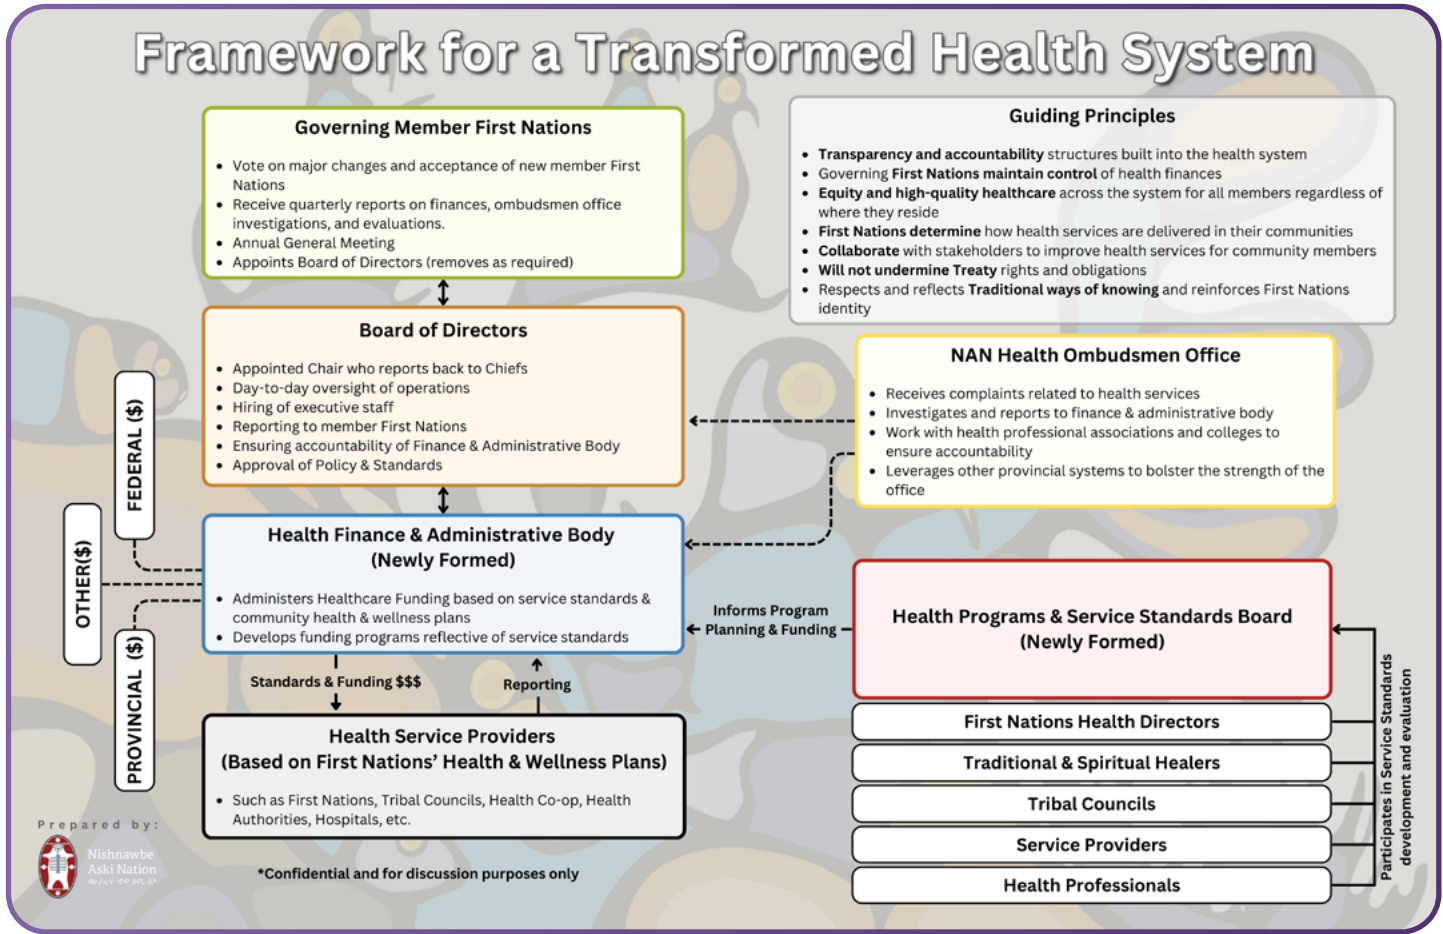 Framework for a Transformed Health System
Governing Member First Nations
• Vote on major changes and acceptance of new member First
Nations
• Receive quarterly reports on finances, ombudsmen office
investigations, and evaluations.
• Annual General Meeting
• Appoints Board of Directors (removes as required)
Guiding Principles
• Transparency and accountability structures built into the health system
• Governing First Nations maintain control of health finances
• Equity and high-quality healthcare across the system for all members regardless of
where they reside
• First Nations determine how health services are delivered in their communities
• Collaborate with stakeholders to improve health services for community members
• Will not undermine Treaty rights and obligations
• Respects and reflects Traditional ways of knowing and reinforces First Nations
identity
Board of Directors
• Appointed Chair who reports back to Chiefs
• Day-to-day oversight of operations
• Hiring of executive staff
• Reporting to member First Nations
• Ensuring accountability of Finance & Administrative Body
• Approval of Policy & Standards
NAN Health Ombudsmen Office
• Receives complaints related to health services
• Investigates and reports to finance & administrative body
• Work with health professional associations and colleges to
ensure accountability
• Leverages other provincial systems to bolster the strength of the
office
FEDERAL ($)
OTHER($)
PROVINCIAL ($)
Health Finance & Administrative Body
(Newly Formed)
• Administers Healthcare Funding based on service standards &
community health & wellness plans
• Develops funding programs reflective of service standards
Informs Program
Planning & Funding
Health Programs & Service Standards Board
(Newly Formed)
Standards & Funding $$$
Reporting
Health Service Providers
(Based on First Nations’ Health & Wellness Plans)
• Such as First Nations, Tribal Councils, Health Co-op, Health
Authorities, Hospitals, etc.
First Nations Health Directors
Traditional & Spiritual Healers
Tribal Councils
Service Providers
Health Professionals
Participates in Service Standards
development and evaluation
Prepared by:
Nishnawbe
Aski Nation
*Confidential and for discussion purposes only